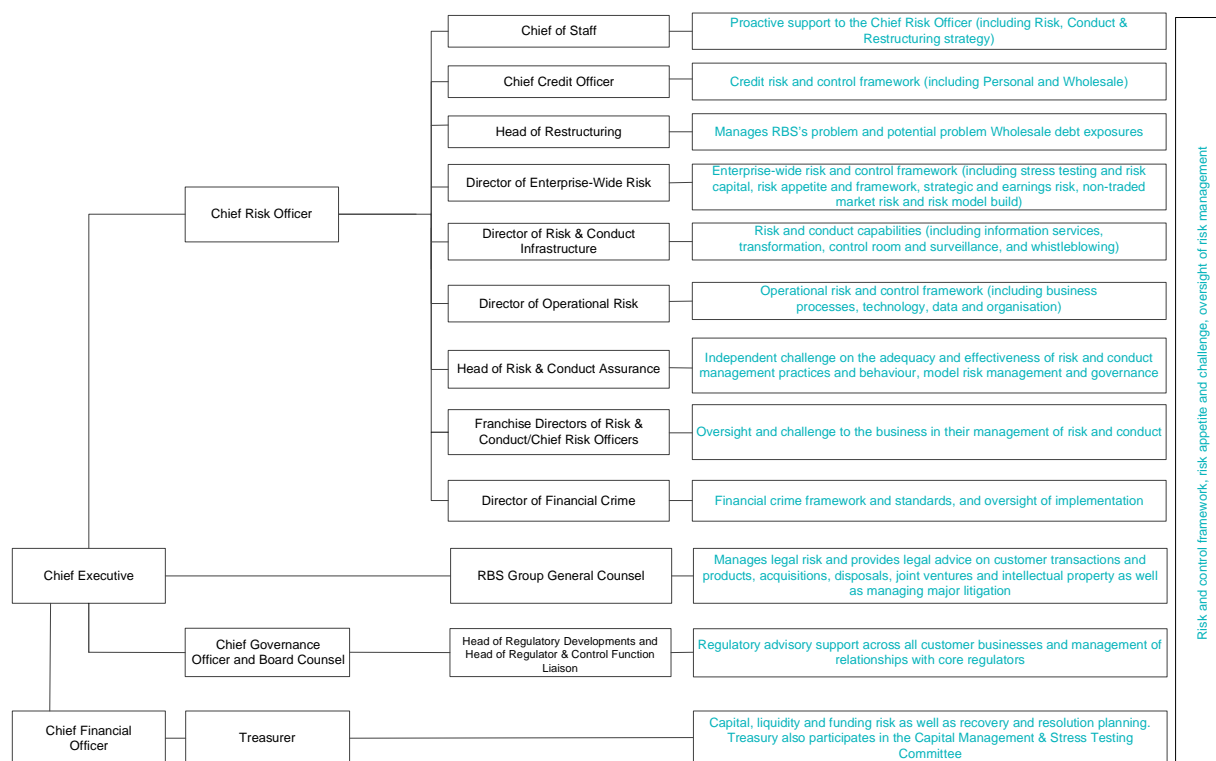 Chief of Staff
Proactive support to the Chief Risk Officer (including Risk, Conduct &
Restructuring strategy)
Chief Credit Officer
Credit risk and control framework (including Personal and Wholesale)
Head of Restructuring
Manages RBS's problem and potential problem Wholesale debt exposures
Chief Risk Officer
Director of Enterprise-Wide Risk
Enterprise-wide risk and control framework (including stress testing and risk
capital, risk appetite and framework, strategic and earnings risk, non-traded
market risk and risk model build)
Director of Risk & Conduct
Infrastructure
Risk and conduct capabilities (including information services,
transformation, control room and surveillance, and whistleblowing)
Director of Operational Risk
Operational risk and control framework (including business
processes, technology, data and organisation)
Head of Risk & Conduct Assurance
Independent challenge on the adequacy and effectiveness of risk and conduct
management practices and behaviour, model risk management and governance
Franchise Directors of Risk &
Conduct/Chief Risk Officers
Oversight and challenge to the business in their management of risk and conduct
Director of Financial Crime
Financial crime framework and standards, and oversight of implementation
Chief Executive
RBS Group General Counsel
Manages legal risk and provides legal advice on customer transactions and
products, acquisitions, disposals, joint ventures and intellectual property as well
as managing major litigation
Chief Governance
Officer and Board Counsel
Head of Regulatory Developments and
Head of Regulator & Control Function
Liaison
Regulatory advisory support across all customer businesses and management of
relationships with core regulators
Chief Financial
Officer
Treasurer
Capital, liquidity and funding risk as well as recovery and resolution planning.
Treasury also participates in the Capital Management & Stress Testing
Committee
Risk and control framework, risk appetite and challenge, oversight of risk management